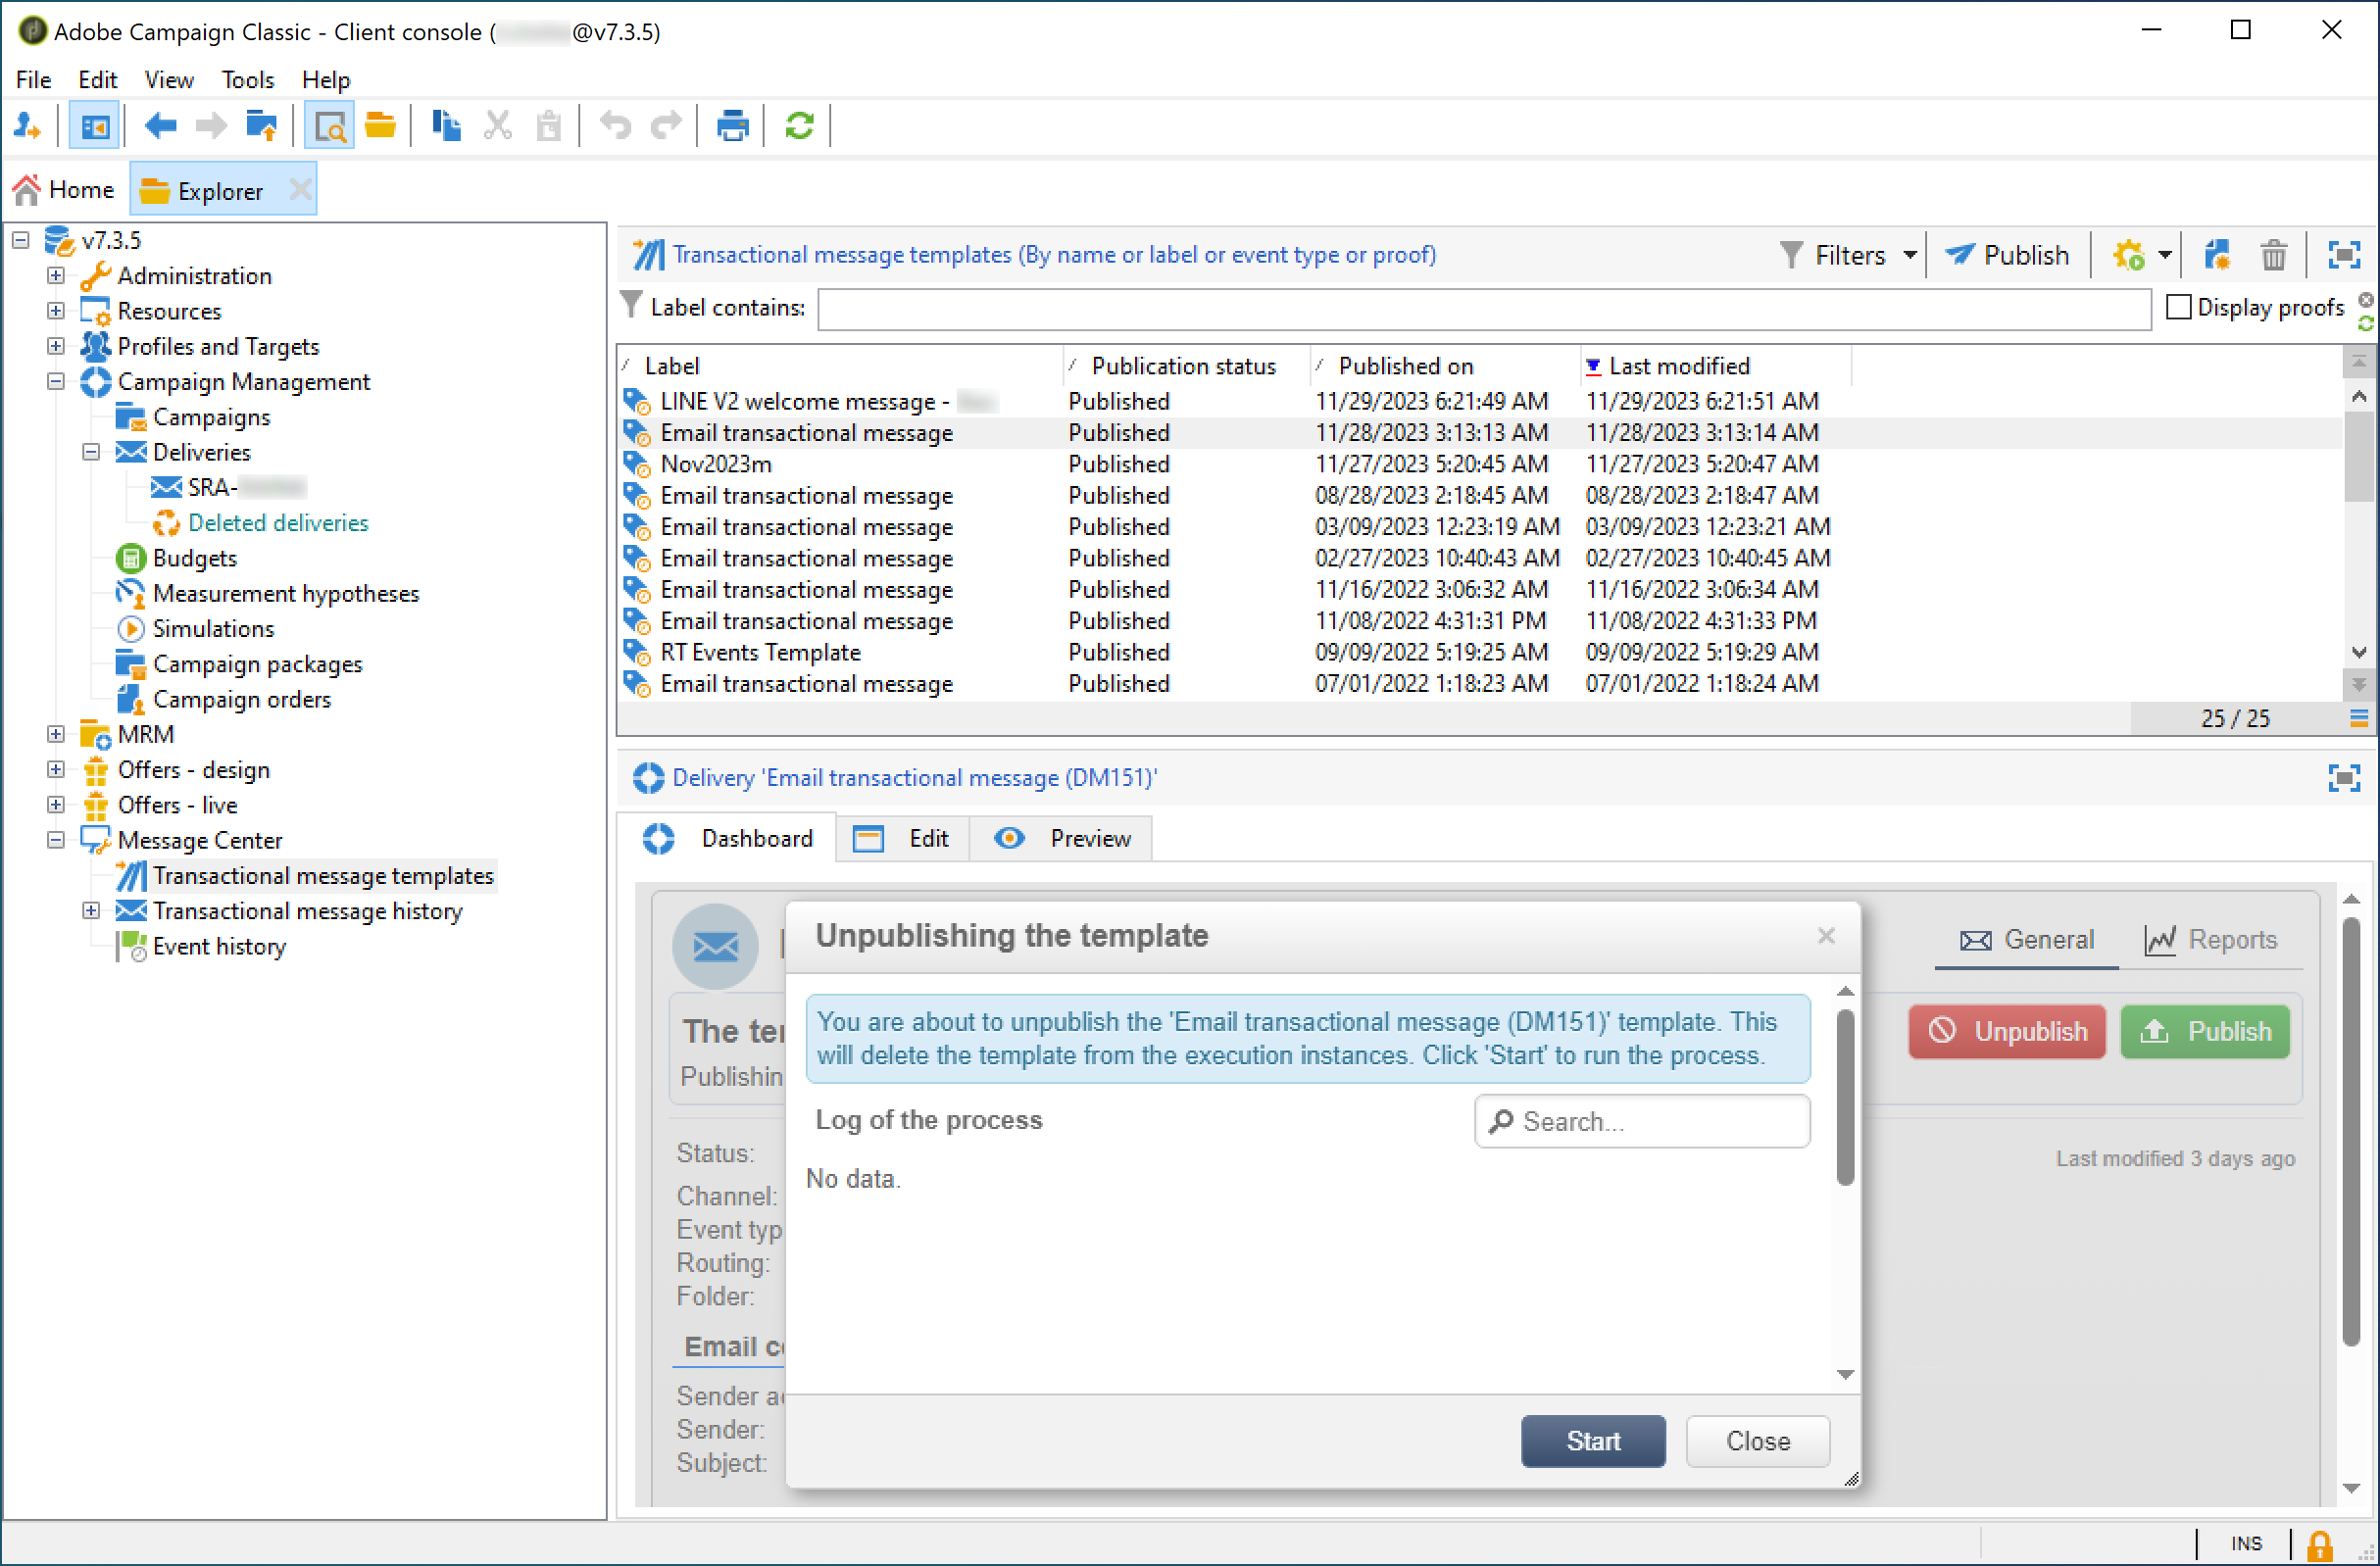 Adobe Campaign Classic - Client console (@v7.3.5)
File Edit View Tools Help
Home Explorer
v7.3.5
Administration
Resources
Profiles and Targets
Campaign Management
Campaigns
Deliveries
SRA-
Deleted deliveries
Budgets
Measurement hypotheses
Simulations
Campaign packages
Campaign orders
MRM
Offers - design
Offers - live
Message Center
Transactional message templates
Transactional message history
Event history
Transactional message templates (By name or label or event type or proof) Filters Publish
Label contains: Display proofs
Label Publication status Published on Last modified
LINE V2 welcome message - Published 11/29/2023 6:21:49 AM 11/29/2023 6:21:51 AM
Email transactional message Published 11/28/2023 3:13:13 AM 11/28/2023 3:13:14 AM
Nov2023m Published 11/27/2023 5:20:45 AM 11/27/2023 5:20:47 AM
Email transactional message Published 08/28/2023 2:18:45 AM 08/28/2023 2:18:47 AM
Email transactional message Published 03/09/2023 12:23:19 AM 03/09/2023 12:23:21 AM
Email transactional message Published 02/27/2023 10:40:43 AM 02/27/2023 10:40:45 AM
Email transactional message Published 11/16/2022 3:06:32 AM 11/16/2022 3:06:34 AM
Email transactional message Published 11/08/2022 4:31:31 PM 11/08/2022 4:31:33 PM
RT Events Template Published 09/09/2022 5:19:25 AM 09/09/2022 5:19:29 AM
Email transactional message Published 07/01/2022 1:18:23 AM 07/01/2022 1:18:24 AM
25 / 25
Delivery 'Email transactional message (DM151)'
Dashboard Edit Preview
General Reports
The te
Publishin
Unpublish Publish
Last modified 3 days ago
Status:
Channel:
Event typ
Routing:
Folder:
Email c
Sender a
Sender:
Subject:
Unpublishing the template
You are about to unpublish the 'Email transactional message (DM151)' template. This
will delete the template from the execution instances. Click 'Start' to run the process.
Log of the process Search...
No data.
Start Close
INS